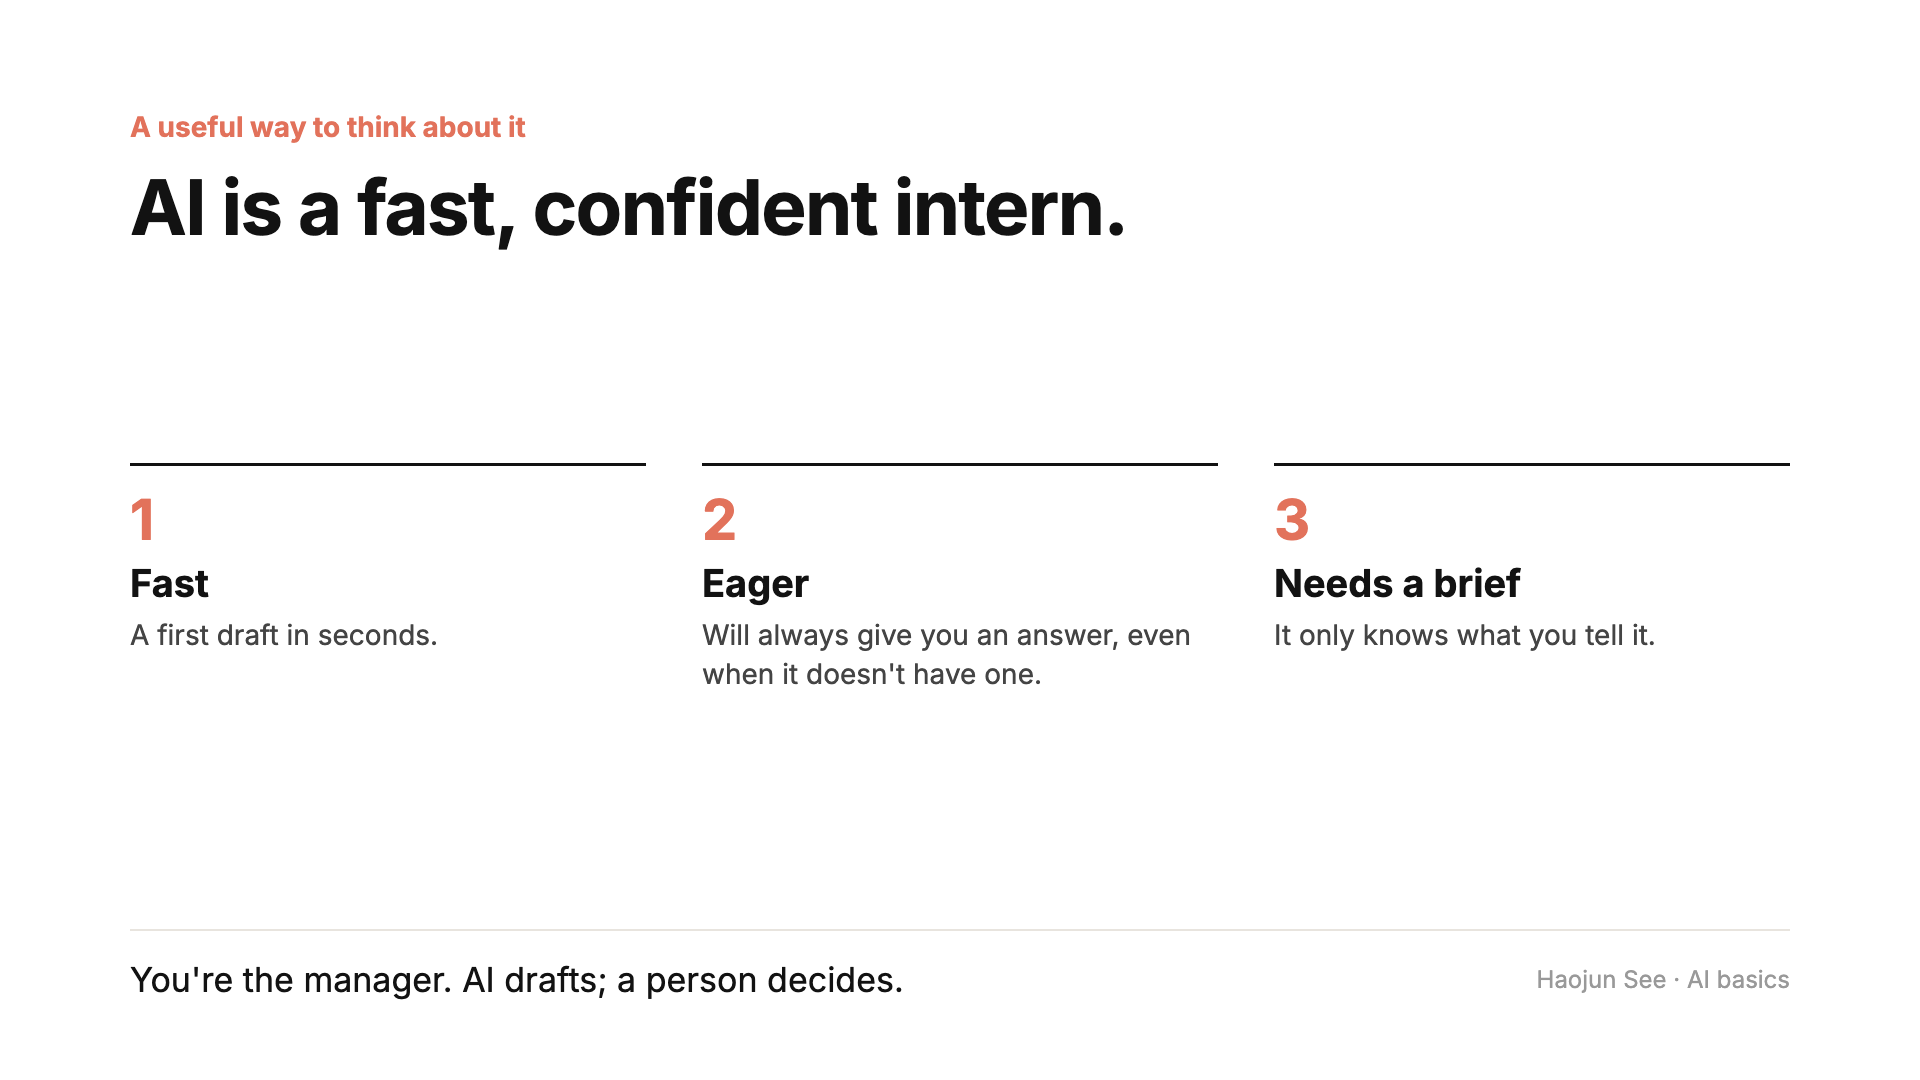 A useful way to think about it
AI is a fast, confident intern.
1
Fast
A first draft in seconds.
2
Eager
Will always give you an answer, even
when it doesn't have one.
3
Needs a brief
It only knows what you tell it.
You're the manager. AI drafts; a person decides.
Haojun See · AI basics